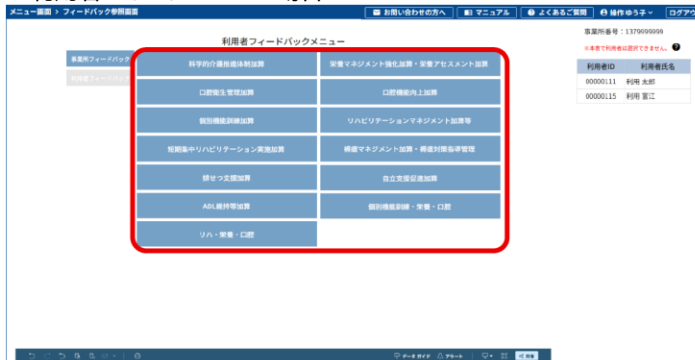 メニュー画面 › フィードバック参照画面
お問い合わせの方へ
マニュアル
よくあるご質問
操作ゆう子
ログアウ
利用者フィードバックメニュー
事業所番号：1379999999
※本表で利用者は選択できません。
事業所フィードバック
利用者フィードバック
科学的介護推進体制加算
栄養マネジメント強化加算・栄養アセスメント加算
利用者ID
利用者氏名
00000111
利用 太郎
00000115
利用 富江
口腔衛生管理加算
口腔機能向上加算
個別機能訓練加算
リハビリテーションマネジメント加算等
短期集中リハビリテーション実施加算
褥瘡マネジメント加算・褥瘡対策指導管理
排せつ支援加算
自立支援促進加算
ADL維持等加算
個別機能訓練・栄養・口腔
リハ・栄養・口腔
データ ガイド
アラート
共有